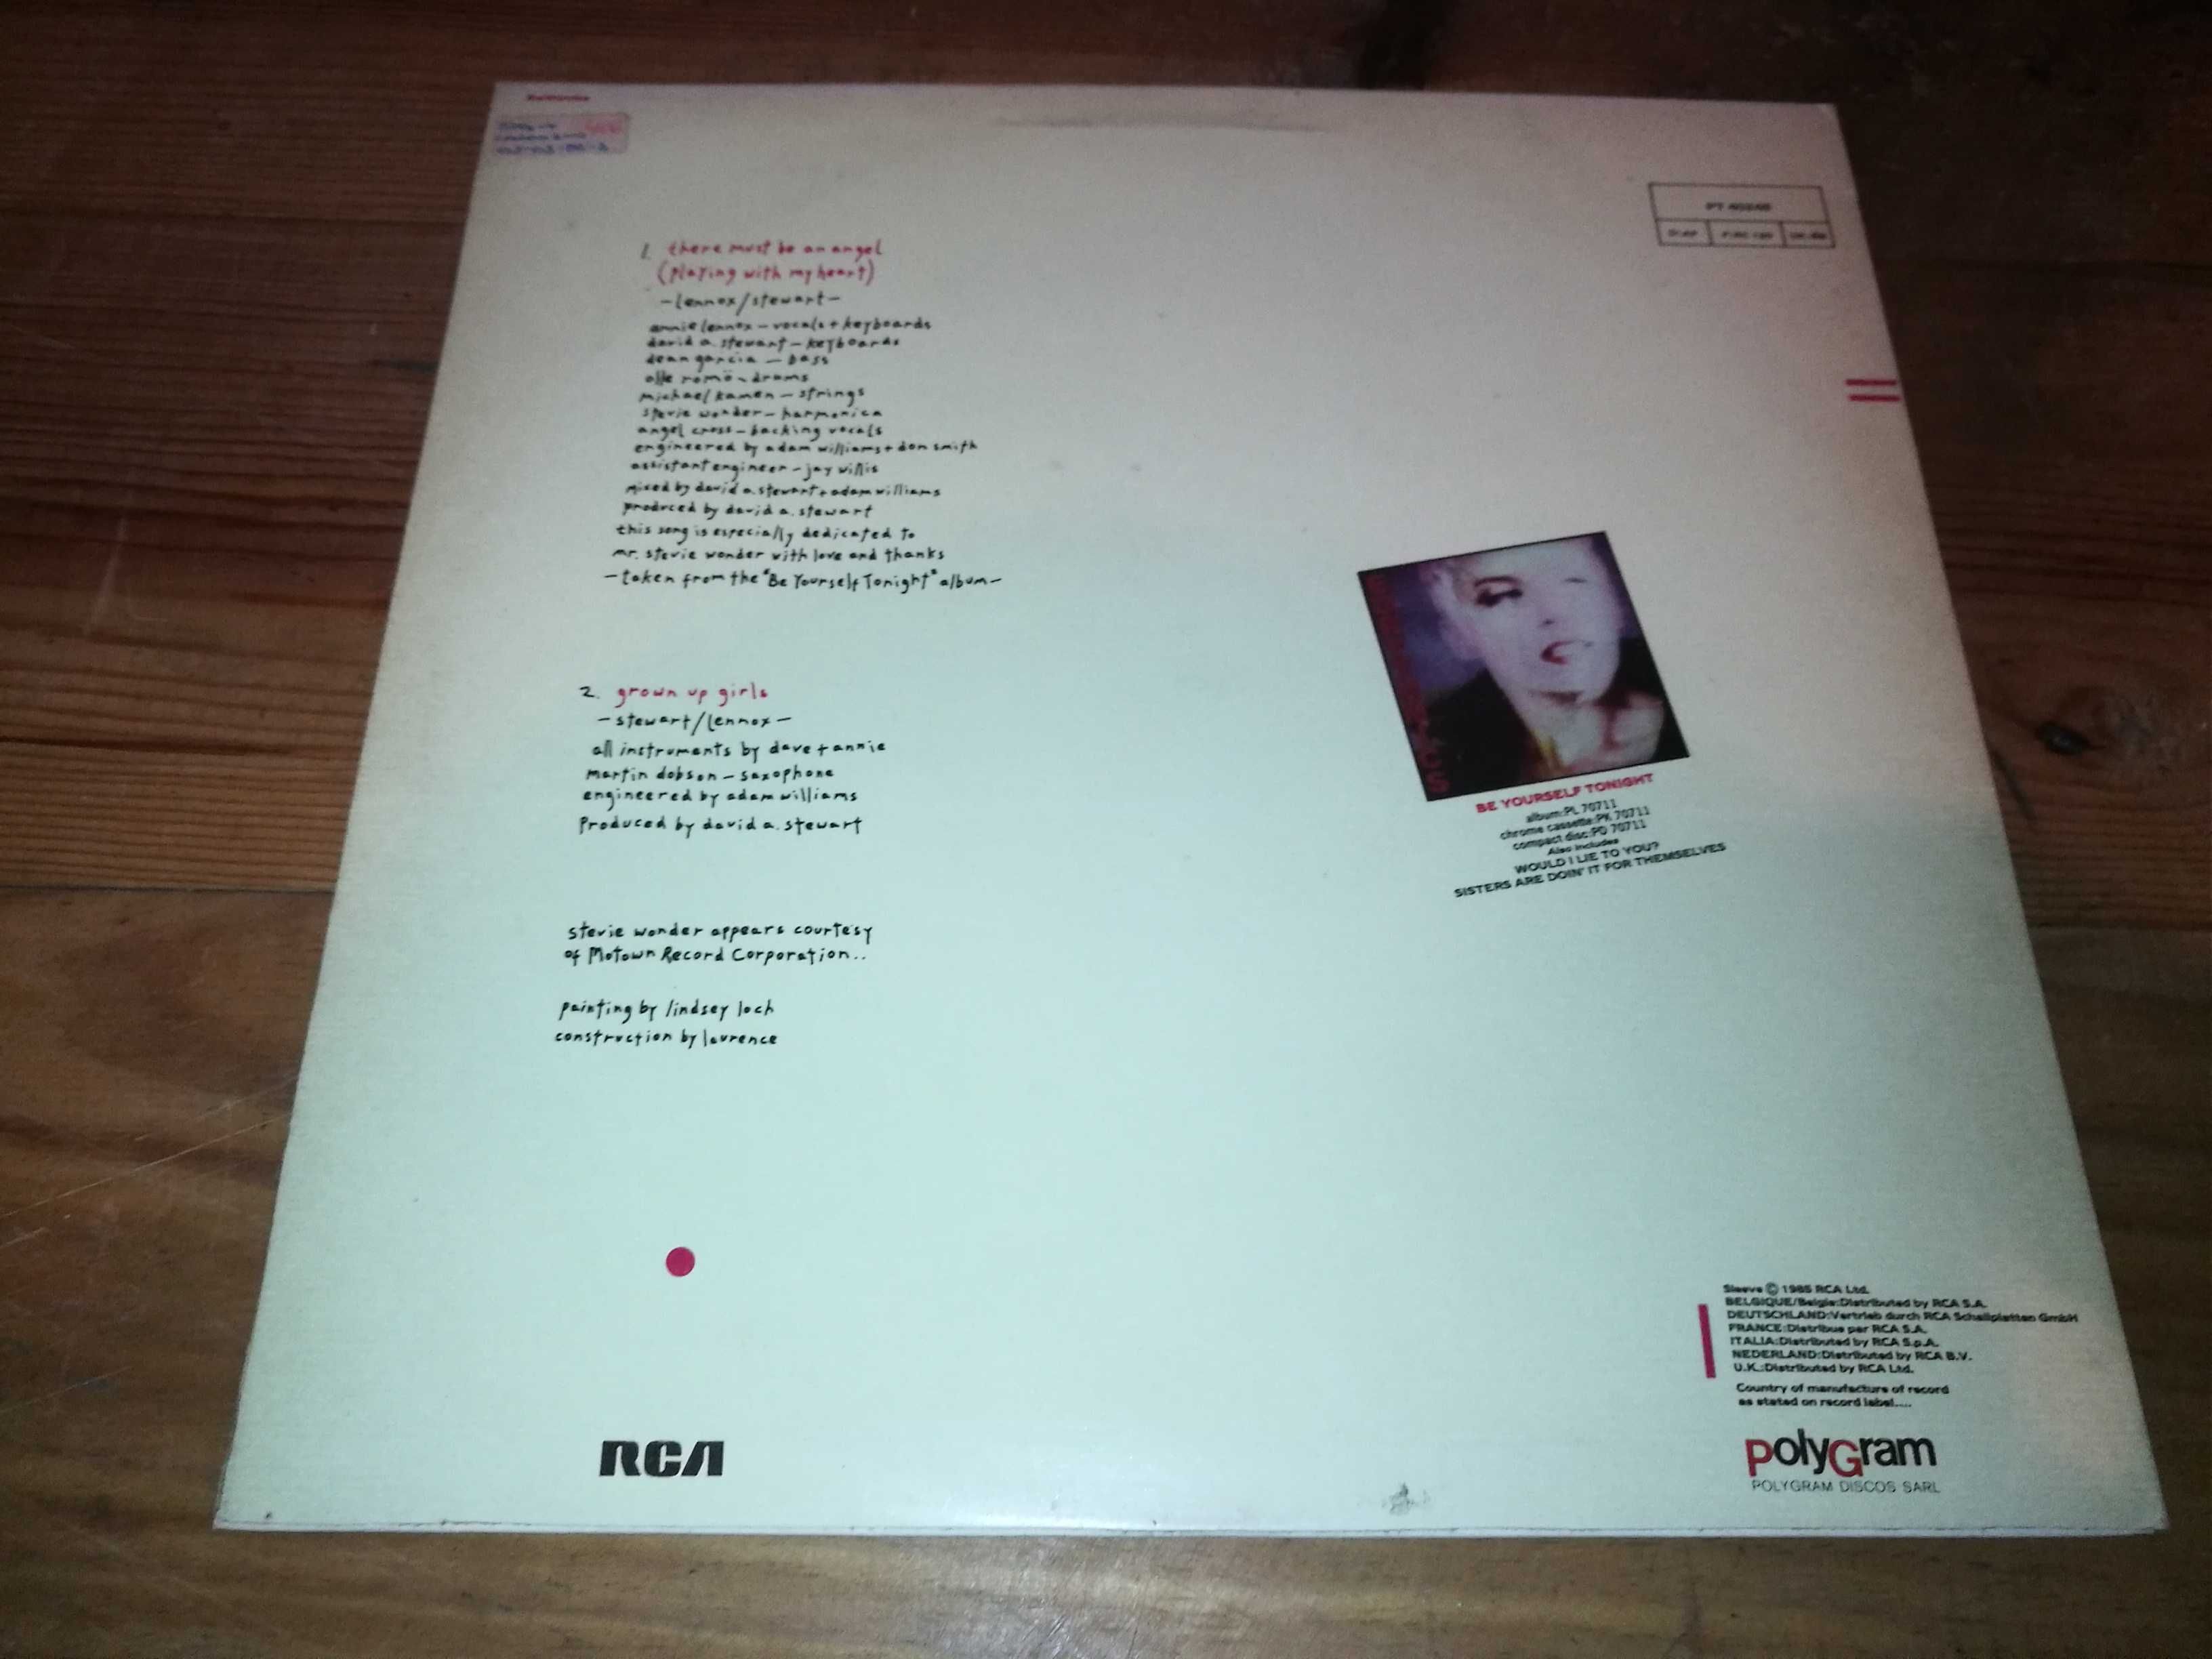 Eurythmics
1. there must be an angel
(playing with my heart)
-lennox/stewart-
annie lennox - vocals + keyboards
david a. stewart - keyboards
dean garcia - bass
olle romö - drums
michael kamen - strings
stevie wonder - harmonica
angel cross - backing vocals
engineered by adam williams + don smith
assistant engineer - jay willis
mixed by david a. stewart + adam williams
produced by david a. stewart
this song is especially dedicated to
mr. stevie wonder with love and thanks
- taken from the "Be Yourself Tonight" album -
2. grown up girls
- stewart/lennox -
all instruments by dave + annie
martin dobson - saxophone
engineered by adam williams
produced by david a. stewart
stevie wonder appears courtesy
of Motown Record Corporation..
painting by lindsey loch
construction by laurence
RCA
BE YOURSELF TONIGHT
album:PL 70711
chrome cassette:PK 70711
compact disc:PD 70711
Also includes
WOULD I LIE TO YOU?
SISTERS ARE DOIN' IT FOR THEMSELVES
Sleeve © 1985 RCA Ltd.
BELGIQUE/Belgie:Distributed by RCA S.A.
DEUTSCHLAND:Vertrieb durch RCA Schallplatten GmbH
FRANCE:Distribue par RCA S.A.
ITALIA:Distributed by RCA S.p.A.
NEDERLAND:Distributed by RCA B.V.
U.K.:Distributed by RCA Ltd.
Country of manufacture of record
as stated on record label....
PolyGram
POLYGRAM DISCOS SARL